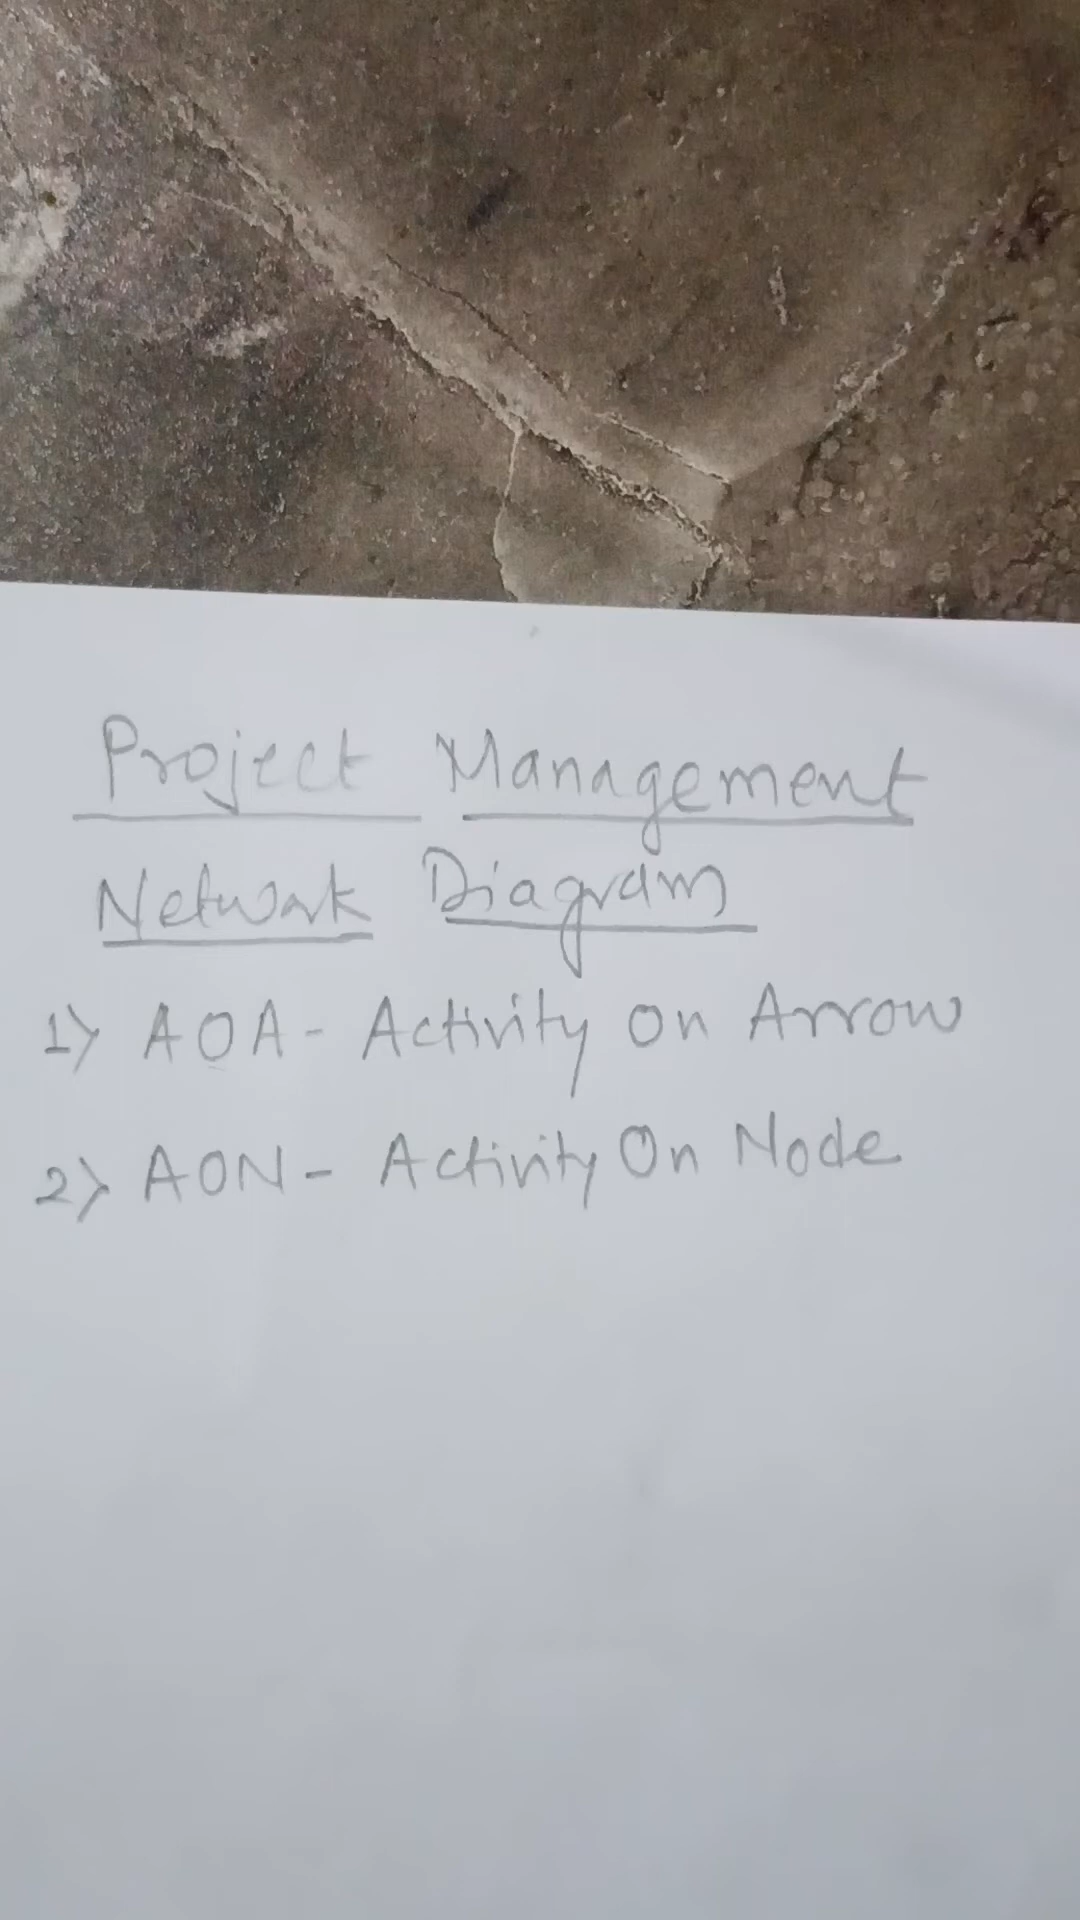 Project Management
Network Diagram
1) AOA - Activity on Arrow
2) AON - Activity On Node